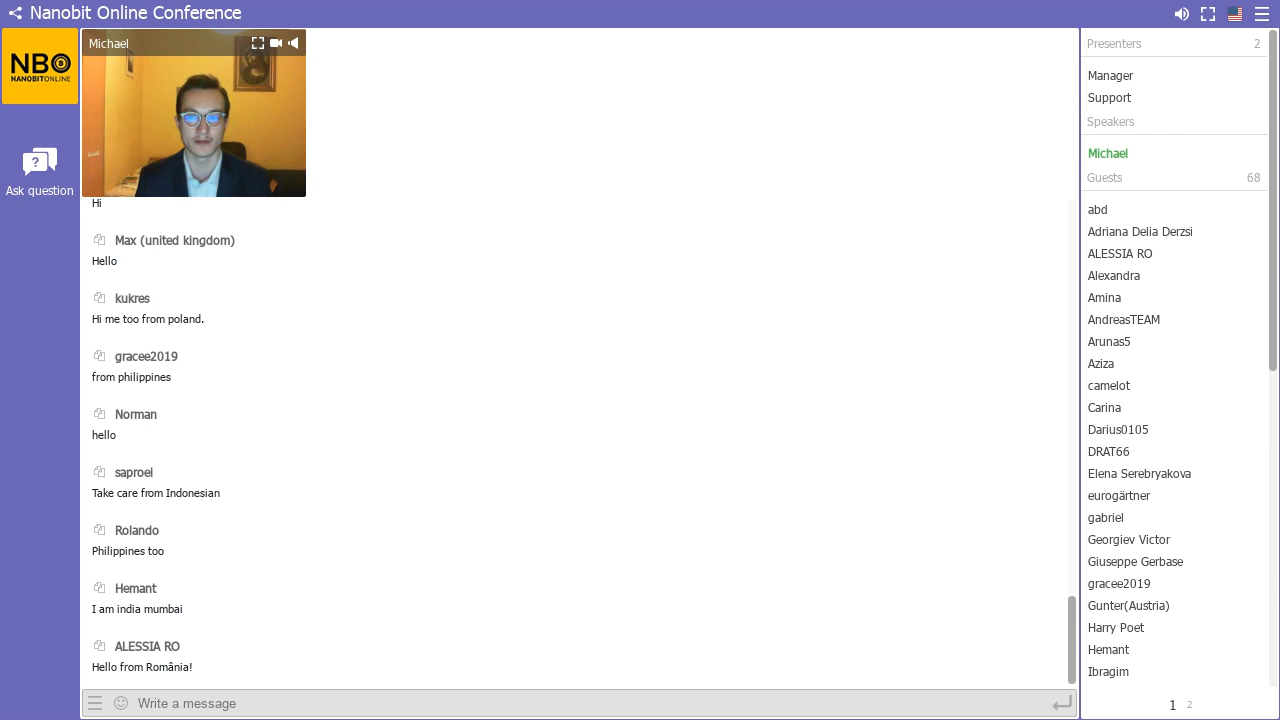 Nanobit Online Conference
NBO
NANOBITONLINE
Ask question
Michael
Hi
Max (united kingdom)
Hello
kukres
Hi me too from poland.
gracee2019
from philippines
Norman
hello
saproel
Take care from Indonesian
Rolando
Philippines too
Hemant
I am india mumbai
ALESSIA RO
Hello from România!
Write a message
Presenters 2
Manager
Support
Speakers
Michael
Guests 68
abd
Adriana Delia Derzsi
ALESSIA RO
Alexandra
Amina
AndreasTEAM
Arunas5
Aziza
camelot
Carina
Darius0105
DRAT66
Elena Serebryakova
eurogärtner
gabriel
Georgiev Victor
Giuseppe Gerbase
gracee2019
Gunter(Austria)
Harry Poet
Hemant
Ibragim
1 2